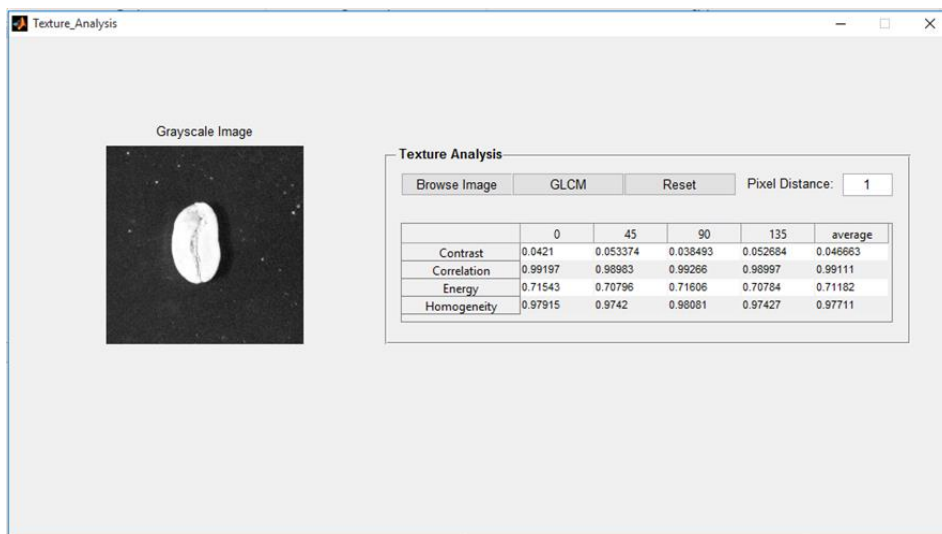 Texture_Analysis
Grayscale Image
Texture Analysis
Browse Image GLCM Reset Pixel Distance: 1
0 45 90 135 average
Contrast 0.0421 0.053374 0.038493 0.052684 0.046663
Correlation 0.99197 0.98983 0.99266 0.98997 0.99111
Energy 0.71543 0.70796 0.71606 0.70784 0.71182
Homogeneity 0.97915 0.9742 0.98081 0.97427 0.97711